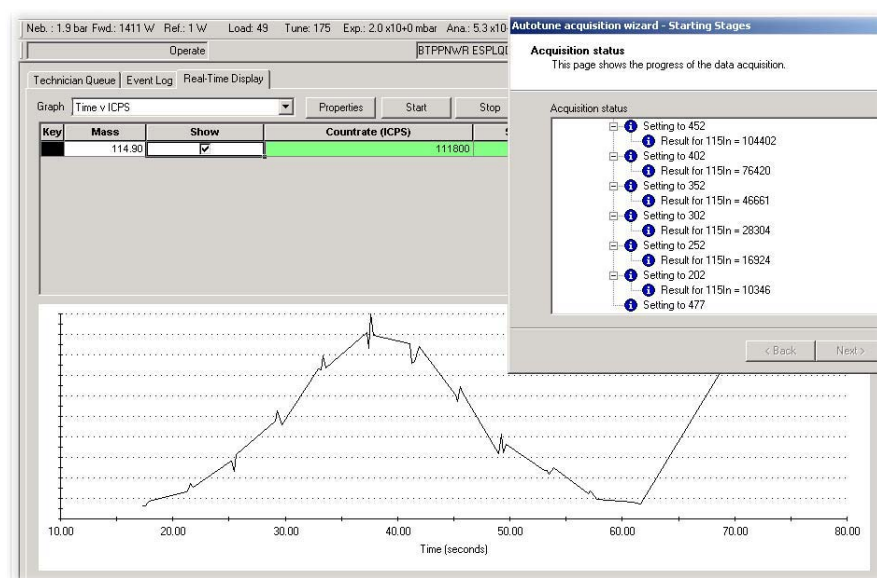 Neb. : 1.9 bar Fwd.: 1411 W Ref.: 1 W Load: 49 Tune: 175 Exp.: 2.0 x10+0 mbar Ana.: 5.3 x10-
Operate
BTPPNWR ESPLQD
Technician Queue Event Log Real-Time Display
Graph Time v ICPS Properties Start Stop
Key Mass Show Countrate (ICPS)
114.90 111800
Time (seconds)
10.00 20.00 30.00 40.00 50.00 60.00 70.00 80.00
Autotune acquisition wizard - Starting Stages
Acquisition status
This page shows the progress of the data acquisition.
Acquisition status
Setting to 452
Result for 115In = 104402
Setting to 402
Result for 115In = 76420
Setting to 352
Result for 115In = 46661
Setting to 302
Result for 115In = 28304
Setting to 252
Result for 115In = 16924
Setting to 202
Result for 115In = 10346
Setting to 477
< Back Next >